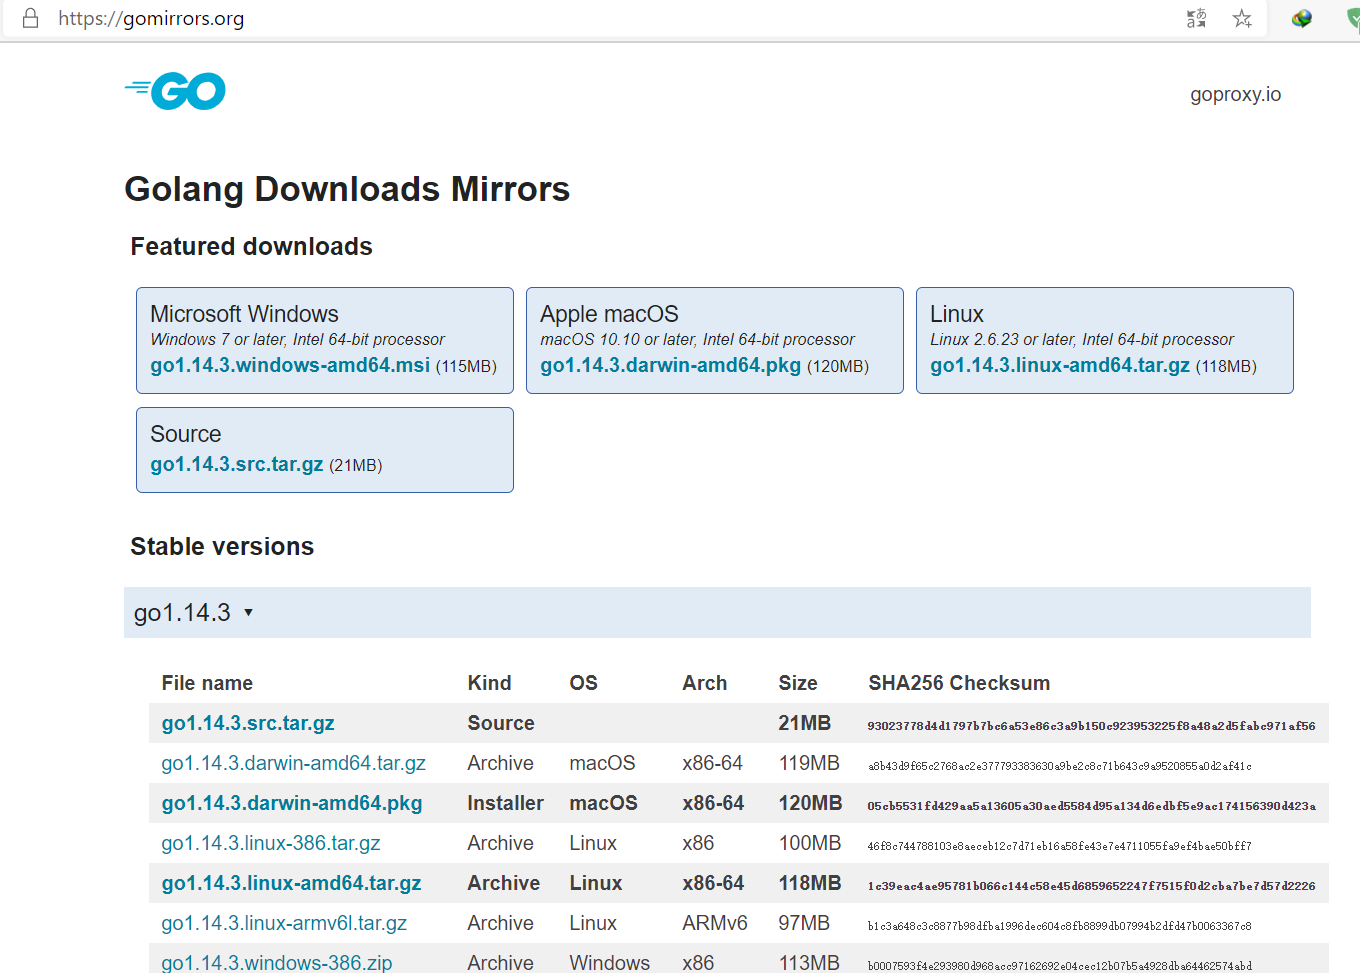 https://gomirrors.org
GO
goproxy.io
Golang Downloads Mirrors
Featured downloads
Microsoft Windows
Windows 7 or later, Intel 64-bit processor
go1.14.3.windows-amd64.msi (115MB)
Apple macOS
macOS 10.10 or later, Intel 64-bit processor
go1.14.3.darwin-amd64.pkg (120MB)
Linux
Linux 2.6.23 or later, Intel 64-bit processor
go1.14.3.linux-amd64.tar.gz (118MB)
Source
go1.14.3.src.tar.gz (21MB)
Stable versions
go1.14.3 ▾
File name Kind OS Arch Size SHA256 Checksum
go1.14.3.src.tar.gz Source 21MB 93023778d4d1797b7bc6a53e86c3a9b150c923953225f8a48a2d5fabc971af56
go1.14.3.darwin-amd64.tar.gz Archive macOS x86-64 119MB a8b43d9f65c2768ac2e377793383630a9be2c8c71b643c9a9520855a0d2af41c
go1.14.3.darwin-amd64.pkg Installer macOS x86-64 120MB 05cb5531fd429aa5a13605a30aed5584d95a134d6edbf5e9ac174156390d423a
go1.14.3.linux-386.tar.gz Archive Linux x86 100MB 46f8c744788103e8aeceb12c7d71eb16a58fe43e7e4711055fa9ef4bae50bff7
go1.14.3.linux-amd64.tar.gz Archive Linux x86-64 118MB 1c39eac4ae95781b066c144c58e45d6859652247f7515f0d2cba7be7d57d2226
go1.14.3.linux-armv6l.tar.gz Archive Linux ARMv6 97MB b1c3a648c3c8877b98dfba1996dec604c8fb8899db07994b2dfd47b0063367c8
go1.14.3.windows-386.zip Archive Windows x86 113MB b0007593f4e293980d968acc97162692e04cec12b07b5a4928dba64462574abd